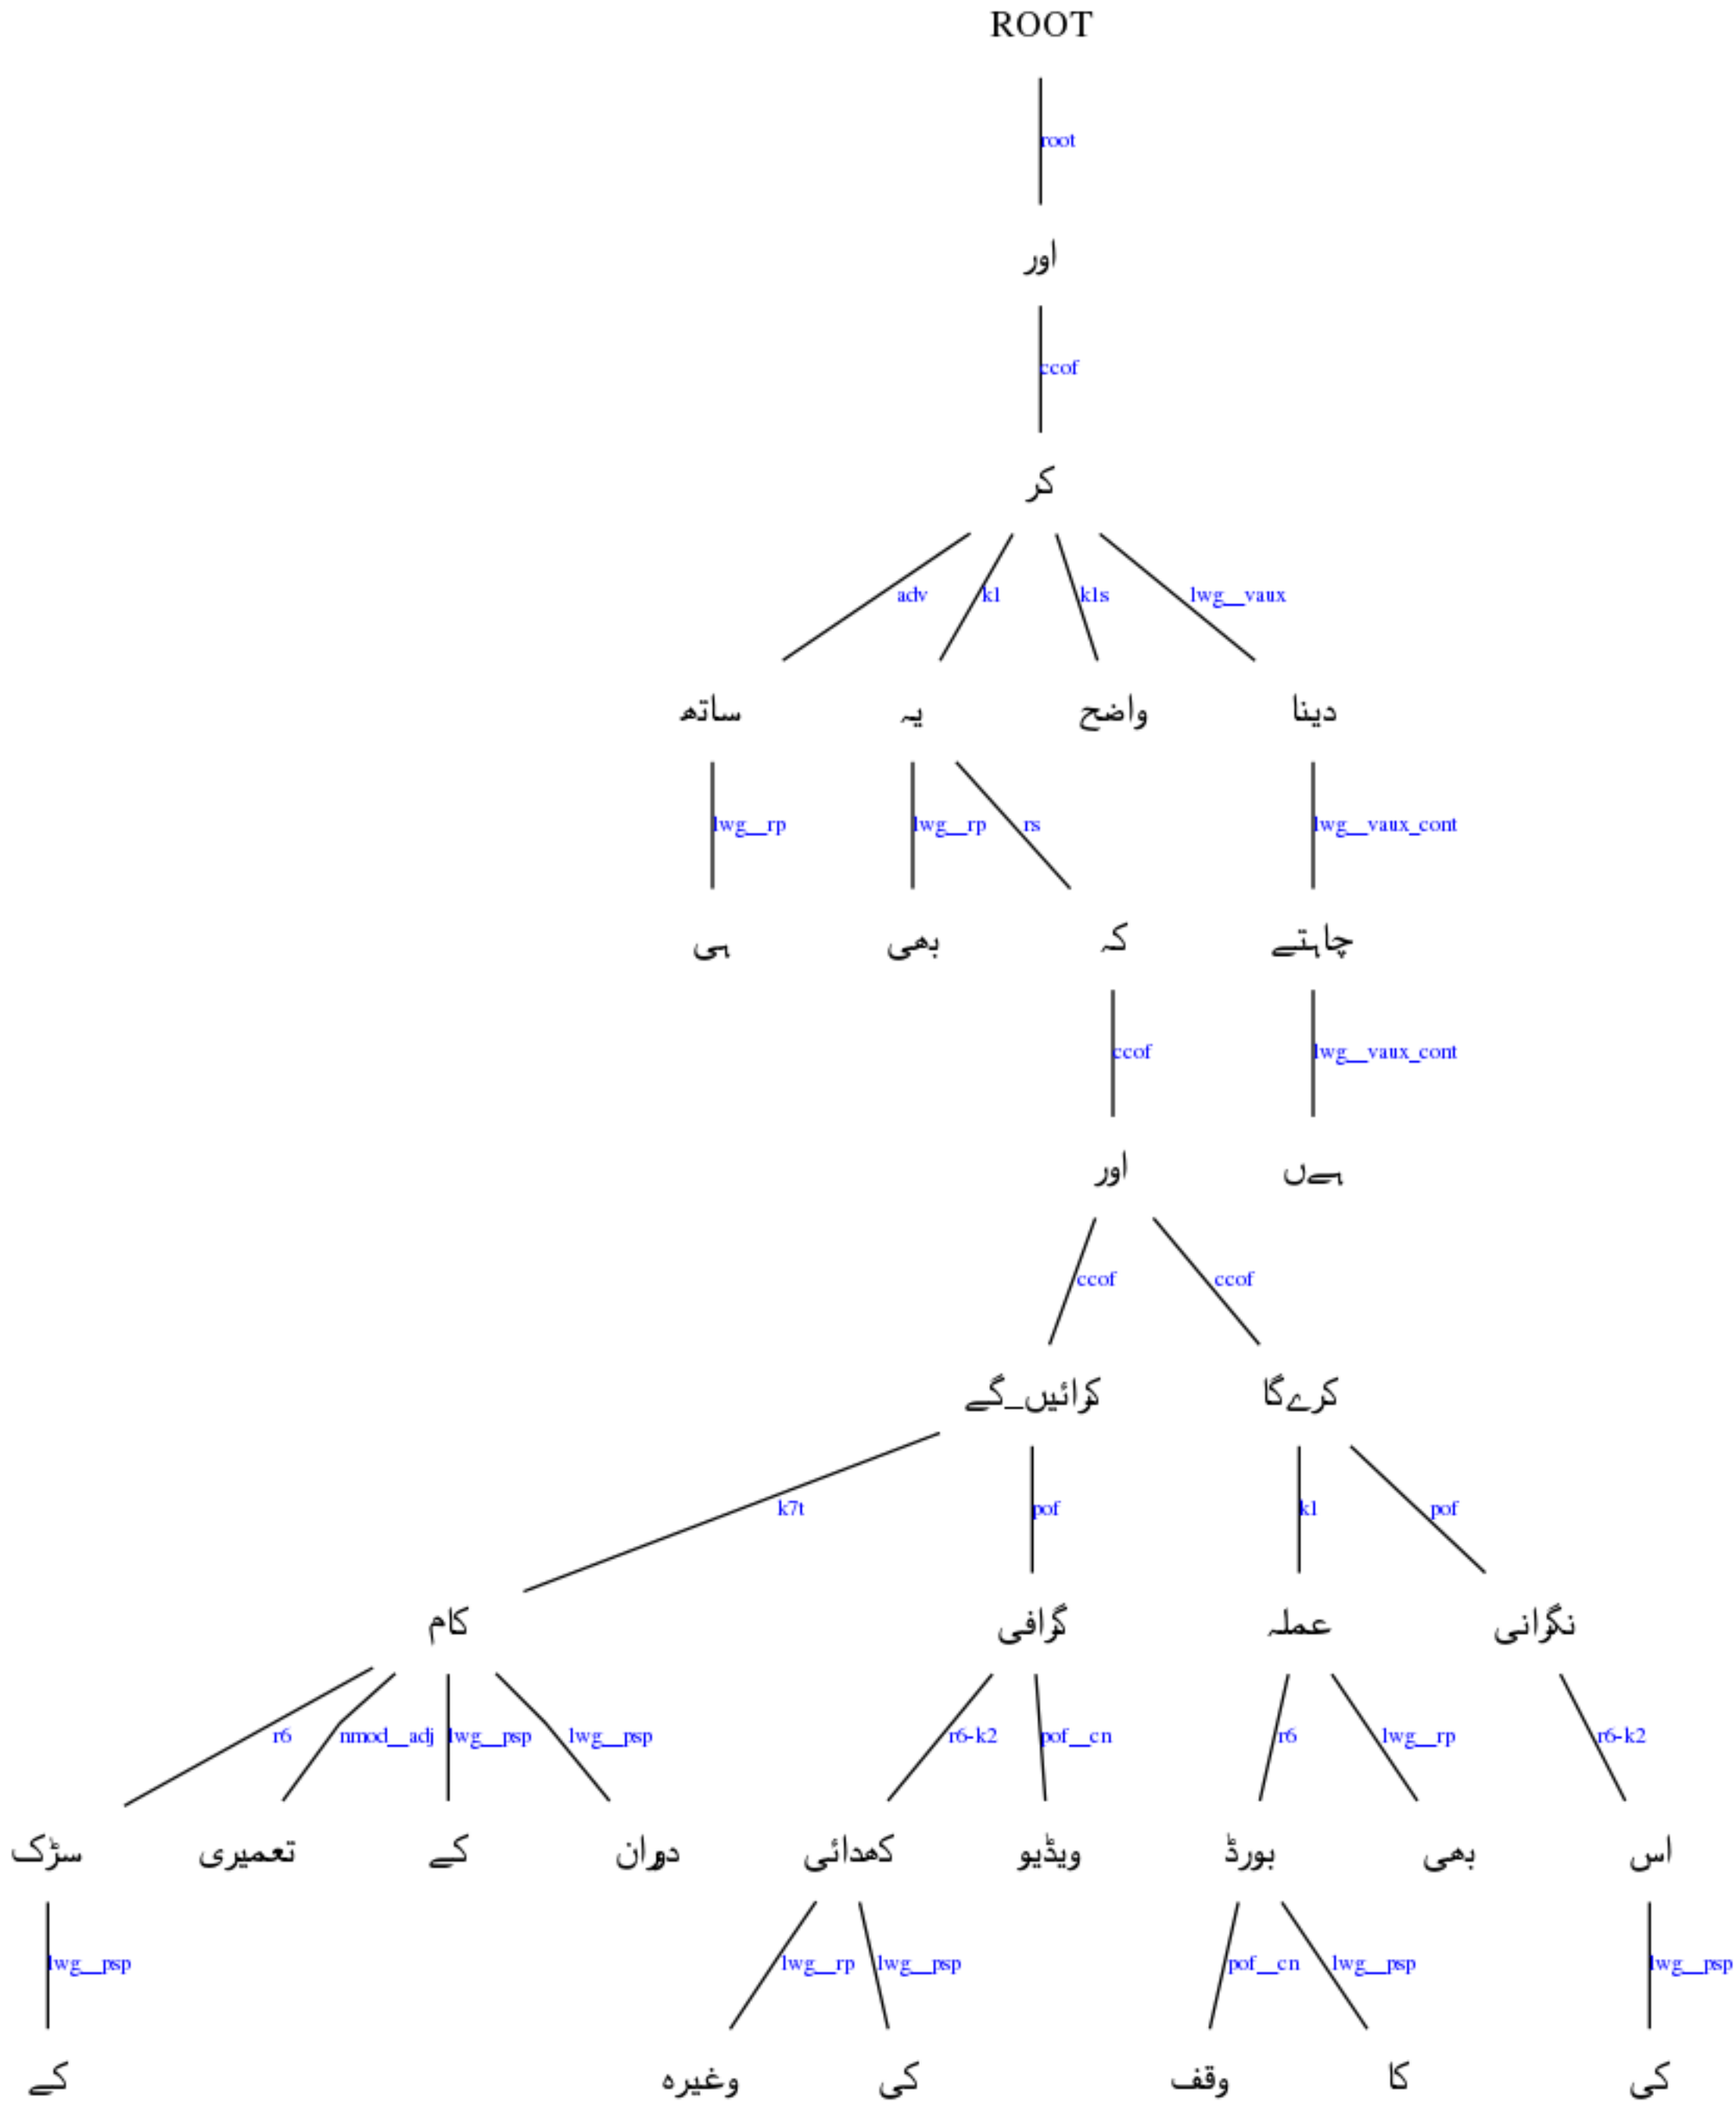 ROOT
root
اور
ccof
کر
adv k1 k1s lwg__vaux
ساتھ یہ واضح دینا
lwg__rp lwg__rp rs lwg__vaux_cont
ہی بھی کہ چاہتے
ccof lwg__vaux_cont
اور ہےں
ccof ccof
کرائیں_گے کرےگا
k7t pof k1 pof
کام گرافی عملہ نگرانی
r6 nmod__adj lwg__psp lwg__psp r6-k2 pof__cn r6 lwg__rp r6-k2
سڑک تعمیری کے دوران کھدائی ویڈیو بورڈ بھی اس
lwg__psp lwg__rp lwg__psp pof__cn lwg__psp lwg__psp
کے وغیرہ کی وقف کا کی